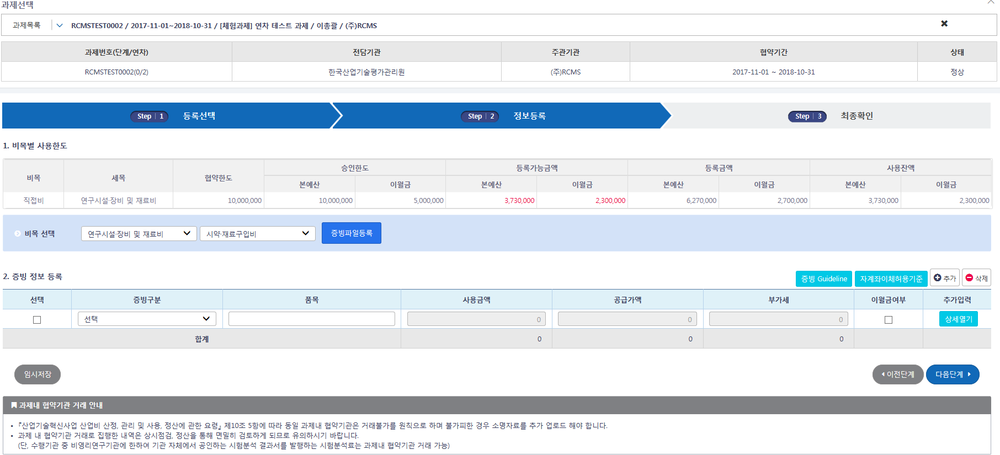 과제선택
과제목록 RCMSTEST0002 / 2017-11-01~2018-10-31 / [체험과제] 연차 테스트 과제 / 이총괄 / (주)RCMS
과제번호(단계/연차) 전담기관 주관기관 협약기간 상태
RCMSTEST0002(0/2) 한국산업기술평가관리원 (주)RCMS 2017-11-01 ~ 2018-10-31 정상
Step | 1 등록선택 Step | 2 정보등록 Step | 3 최종확인
1. 비목별 사용한도
비목 세목 협약한도 승인한도 등록가능금액 등록금액 사용잔액
본예산 이월금 본예산 이월금 본예산 이월금 본예산 이월금
직접비 연구시설·장비 및 재료비 10,000,000 10,000,000 5,000,000 3,730,000 2,300,000 6,270,000 2,700,000 3,730,000 2,300,000
비목 선택 연구시설·장비 및 재료비 시약·재료구입비 증빙파일등록
2. 증빙 정보 등록 증빙 Guideline 자계좌이체허용기준 추가 삭제
선택 증빙구분 품목 사용금액 공급가액 부가세 이월금여부 추가입력
선택 0 0 0 상세열기
합계 0 0 0
임시저장 이전단계 다음단계
과제내 협약기관 거래 안내
• 『산업기술혁신사업 산업비 산정, 관리 및 사용, 정산에 관한 요령』 제10조 5항에 따라 동일 과제내 협약기관은 거래불가를 원칙으로 하며 불가피한 경우 소명자료를 추가 업로드 해야 합니다.
• 과제 내 협약기관 거래로 집행한 내역은 상시점검, 정산을 통해 면밀히 검토하게 되므로 유의하시기 바랍니다.
(단, 수행기관 중 비영리연구기관에 한하여 기관 자체에서 공인하는 시험분석 결과서를 발행하는 시험분석료는 과제내 협약기관 거래 가능)